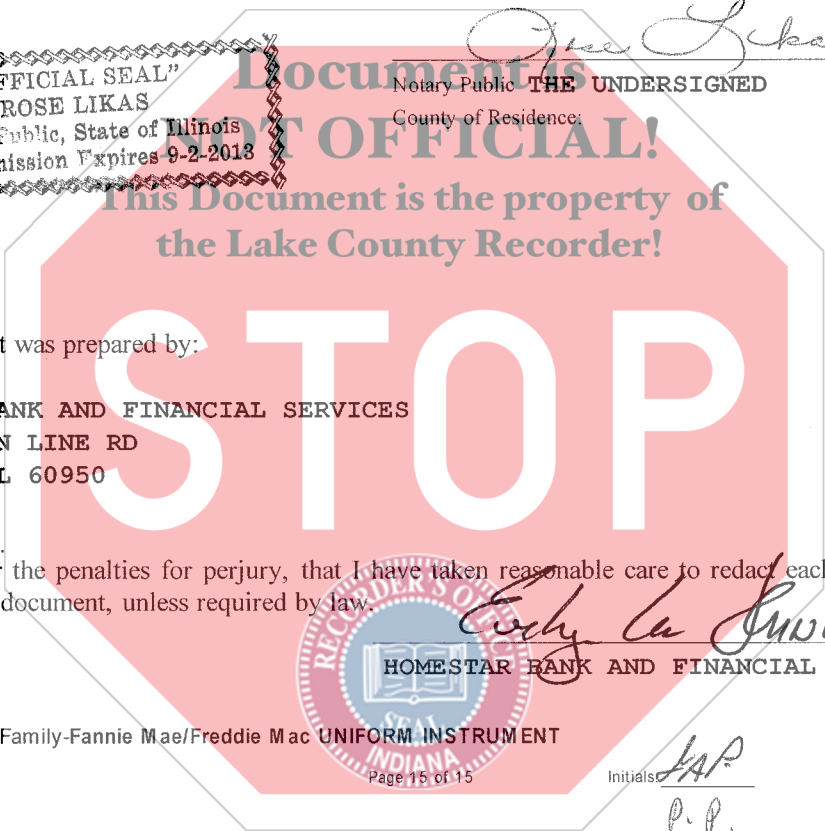 FFICIAL SEAL”
ROSE LIKAS
Public, State of Illinois
mission Expires 9-2-2013
Rose Likas
Notary Public THE UNDERSIGNED
County of Residence:
Document is
NOT OFFICIAL!
This Document is the property of
the Lake County Recorder!
STOP
t was prepared by:
ANK AND FINANCIAL SERVICES
N LINE RD
L 60950
r the penalties for perjury, that I have taken reasonable care to redact each
document, unless required by law.
HOMESTAR BANK AND FINANCIAL
RECORDER'S OFFICE
SEAL
INDIANA
Family-Fannie Mae/Freddie Mac UNIFORM INSTRUMENT
Page 15 of 15
Initials:
P.P.